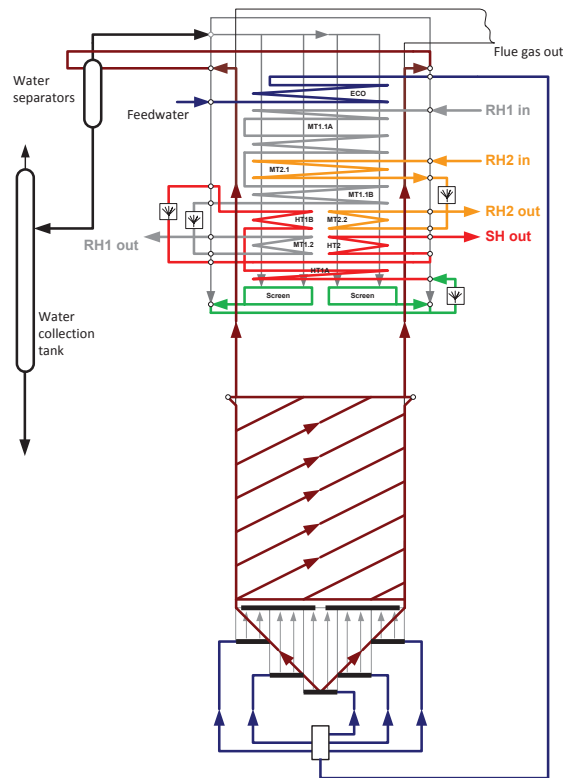 Flue gas out
Water
separators
ECO
Feedwater
RH1 in
MT1.1A
RH2 in
MT2.1
MT1.1B
HT1B
MT2.2
RH2 out
RH1 out
MT1.2
HT2
SH out
HT1A
Screen
Screen
Water
collection
tank